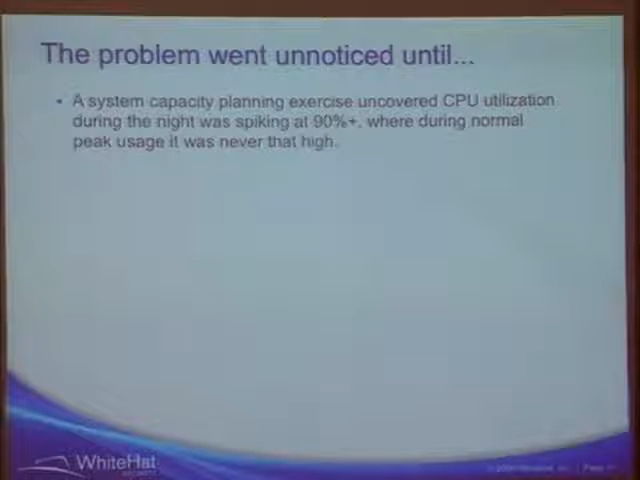 The problem went unnoticed until...
• A system capacity planning exercise uncovered CPU utilization
during the night was spiking at 90%+, where during normal
peak usage it was never that high.
WhiteHat
SECURITY